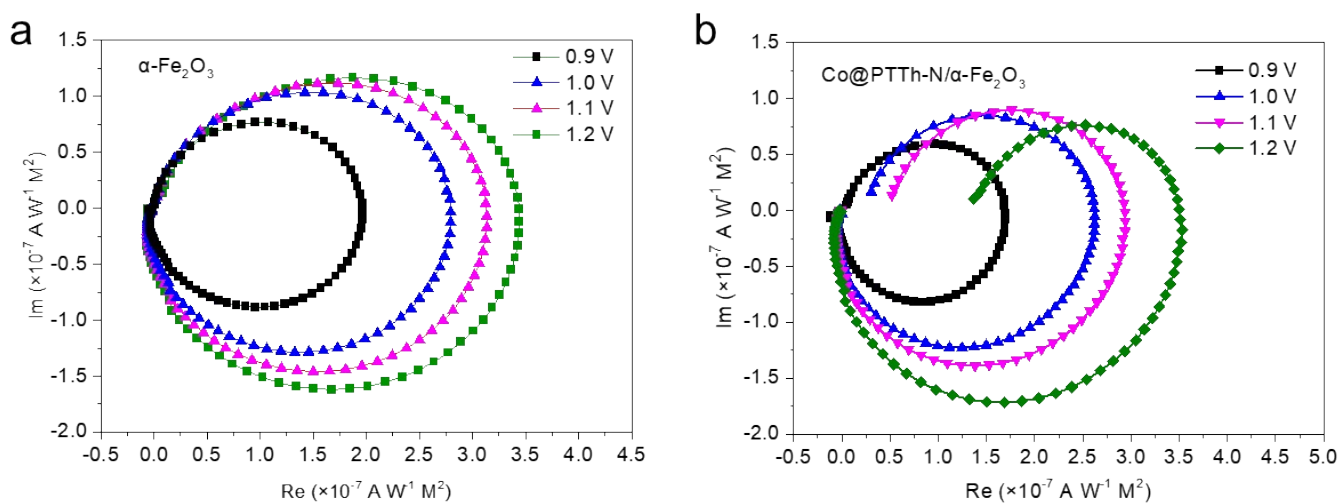 a
α-Fe₂O₃
0.9 V
1.0 V
1.1 V
1.2 V
1.5
1.0
0.5
0.0
-0.5
-1.0
-1.5
-2.0
Im (×10⁻⁷ A W⁻¹ M²)
-0.5 0.0 0.5 1.0 1.5 2.0 2.5 3.0 3.5 4.0 4.5
Re (×10⁻⁷ A W⁻¹ M²)
b
Co@PTTh-N/α-Fe₂O₃
0.9 V
1.0 V
1.1 V
1.2 V
1.5
1.0
0.5
0.0
-0.5
-1.0
-1.5
-2.0
Im (×10⁻⁷ A W⁻¹ M²)
-0.5 0.0 0.5 1.0 1.5 2.0 2.5 3.0 3.5 4.0 4.5 5.0
Re (×10⁻⁷ A W⁻¹ M²)